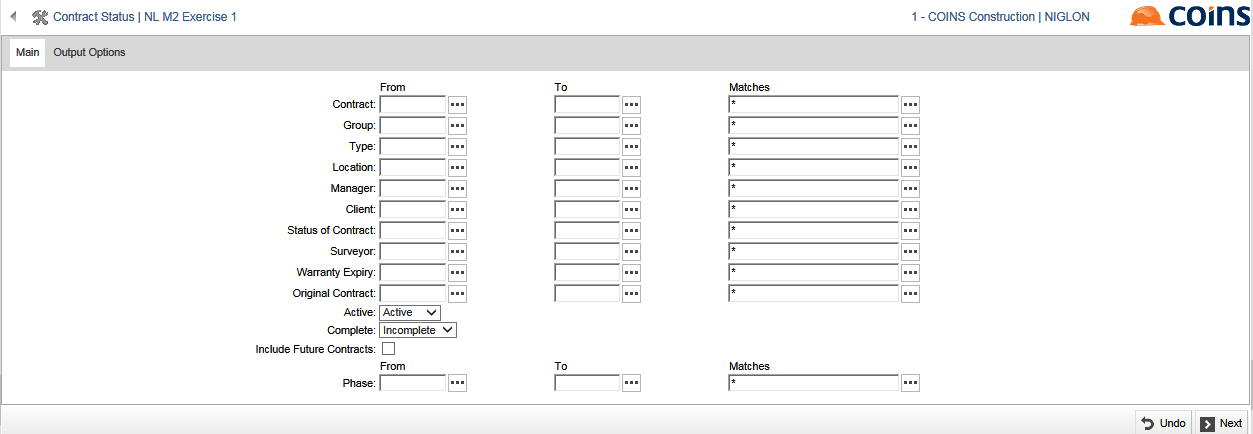 Contract Status | NL M2 Exercise 1 1 - COINS Construction | NIGLON coins
Main Output Options
From To Matches
Contract: *
Group: *
Type: *
Location: *
Manager: *
Client: *
Status of Contract: *
Surveyor: *
Warranty Expiry: *
Original Contract: *
Active: Active
Complete: Incomplete
Include Future Contracts:
From To Matches
Phase: *
Undo Next